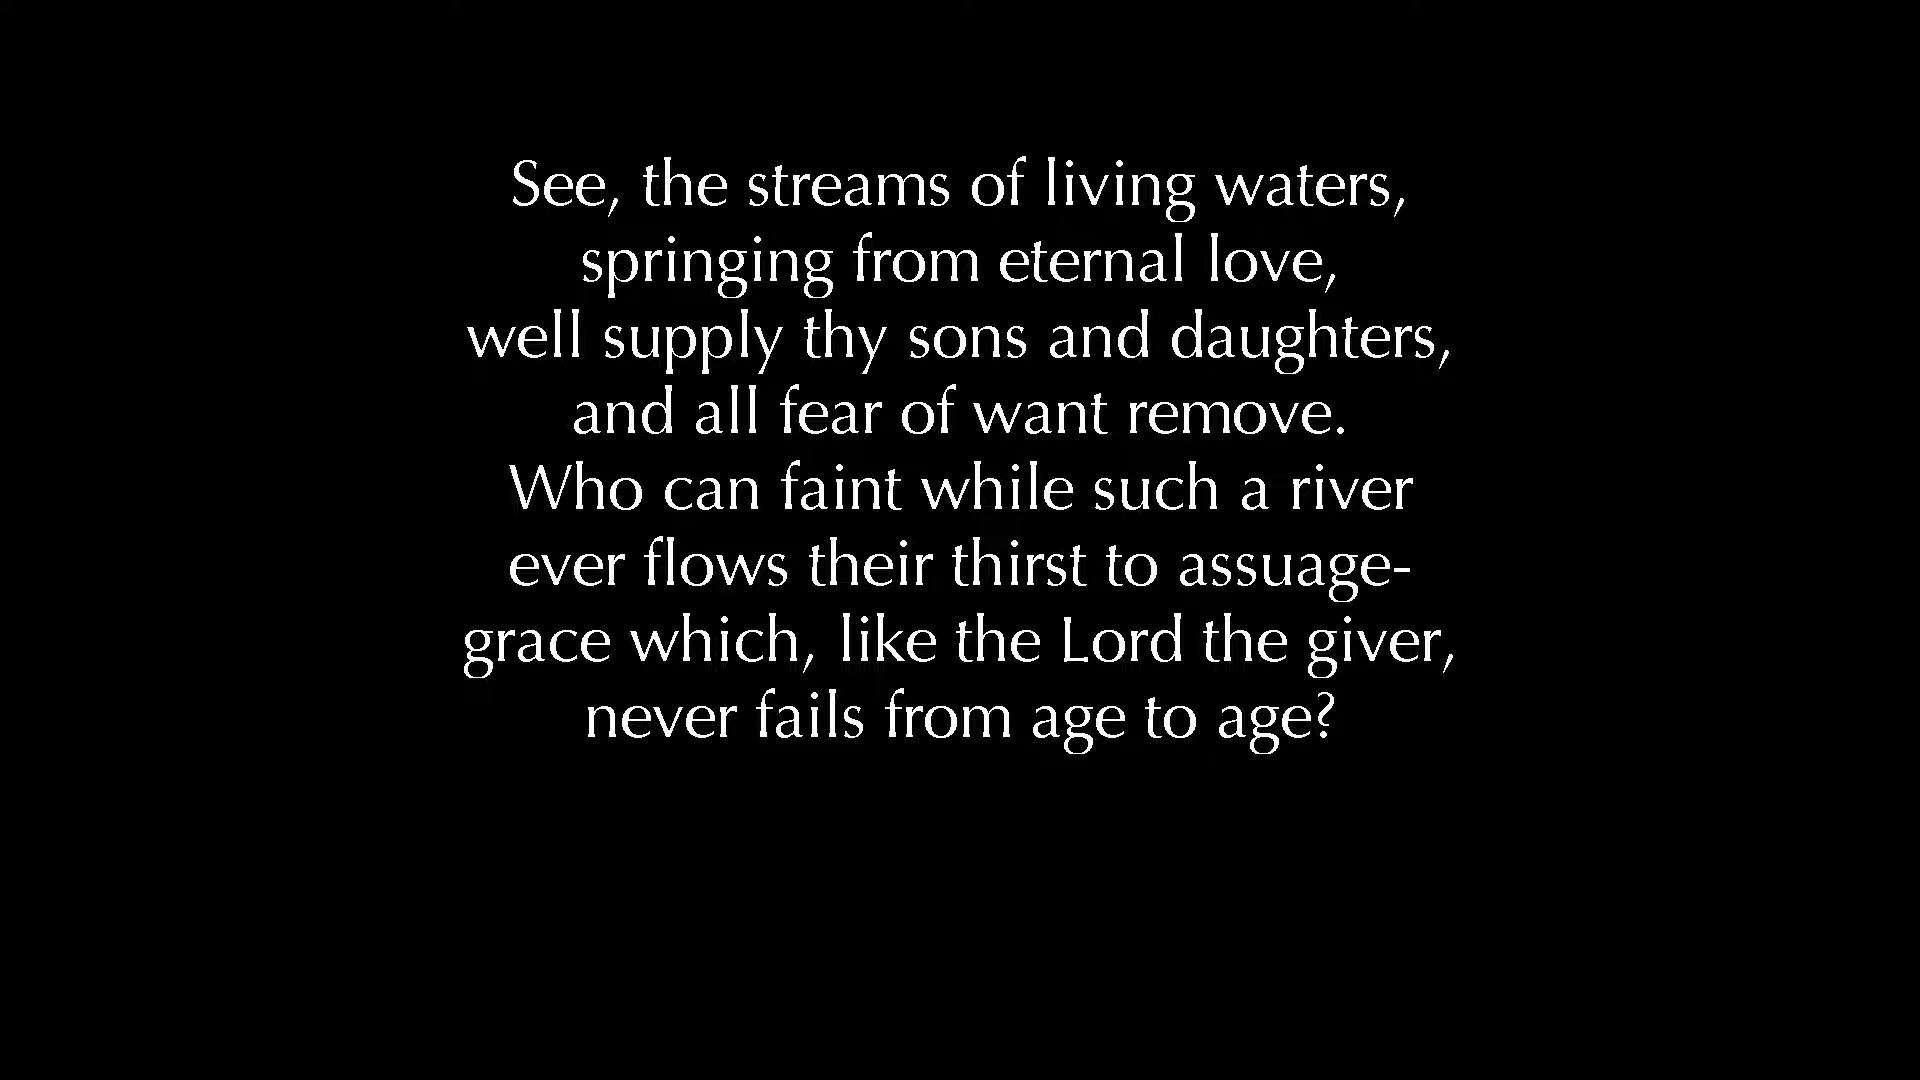 See, the streams of living waters,
springing from eternal love,
well supply thy sons and daughters,
and all fear of want remove.
Who can faint while such a river
ever flows their thirst to assuage-
grace which, like the Lord the giver,
never fails from age to age?